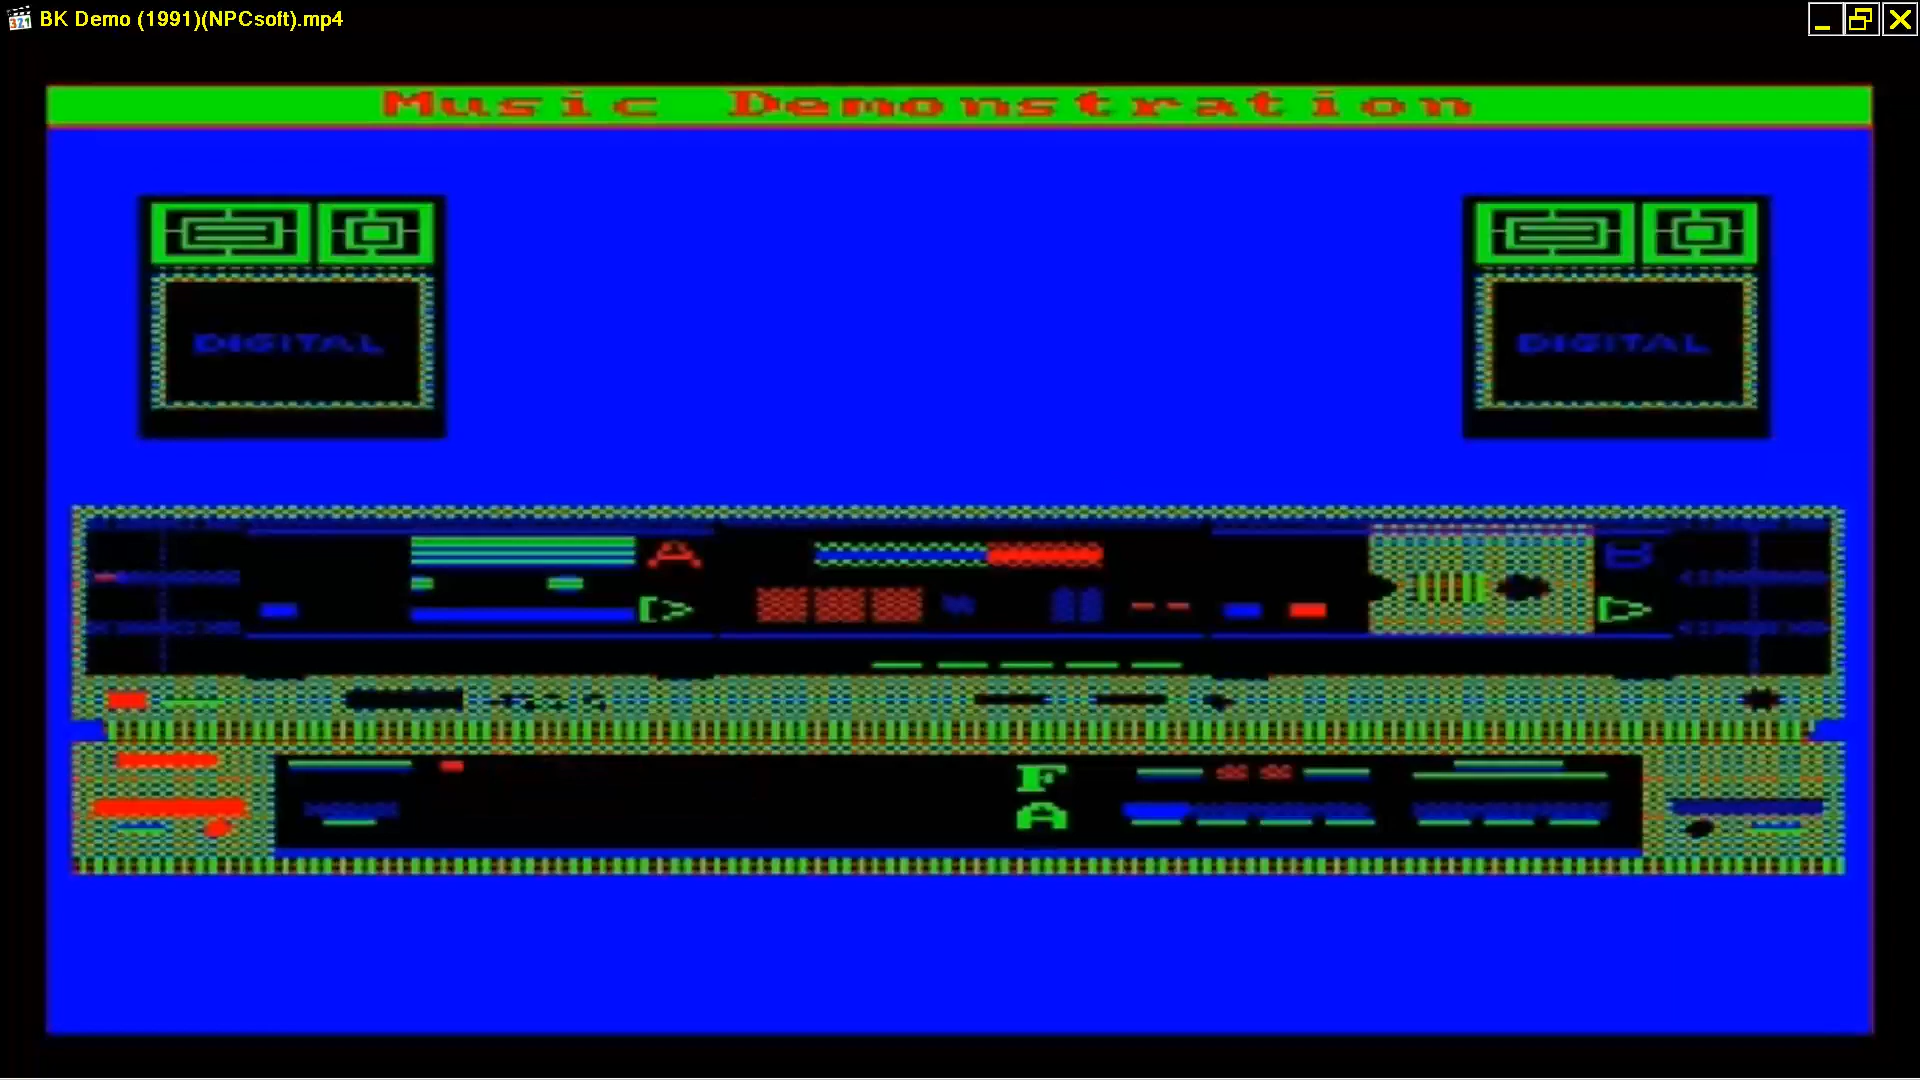 BK Demo (1991)(NPCsoft).mp4
Music Demonstration
DIGITAL
DIGITAL
A
B
F
A